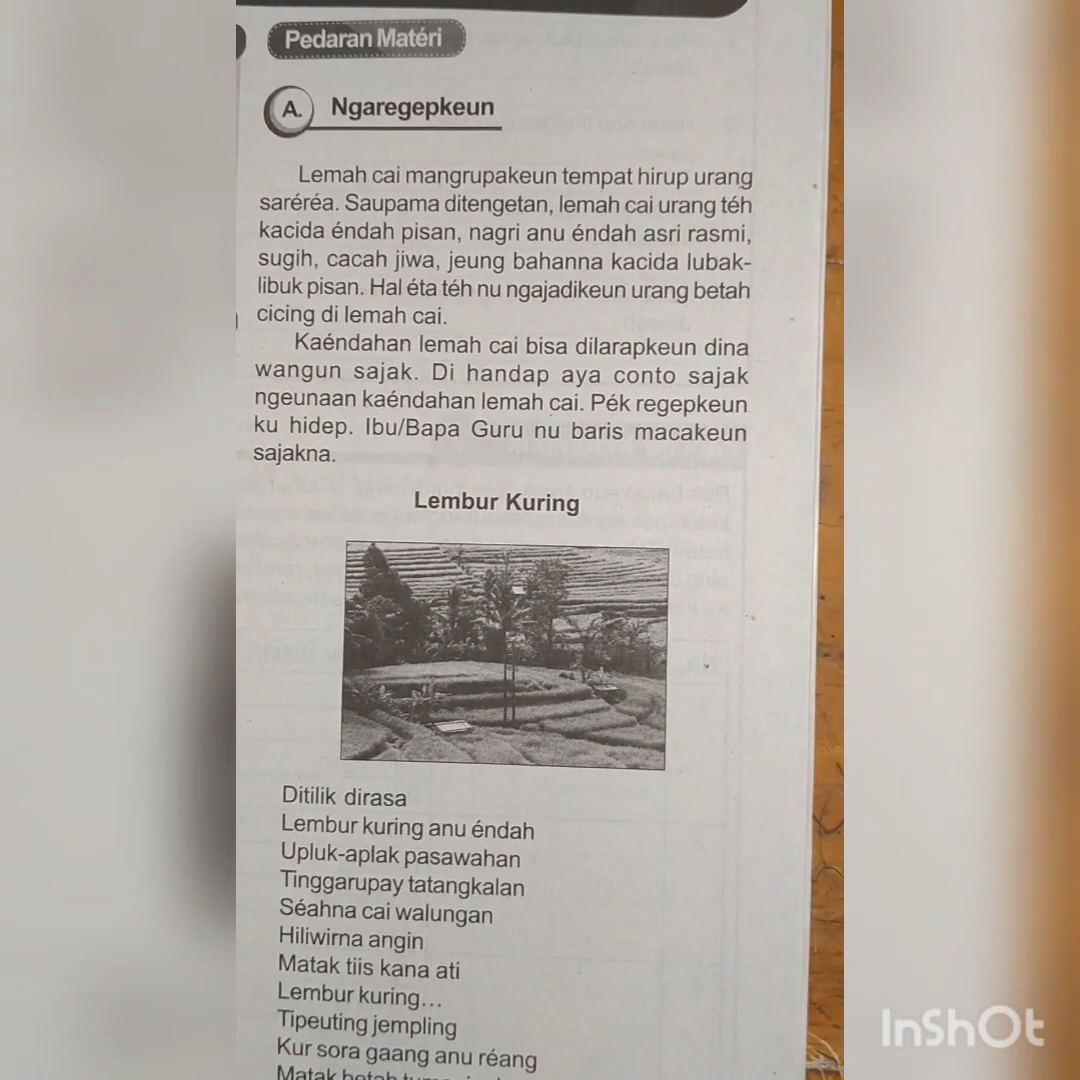 Pedaran Matéri
A. Ngaregepkeun
Lemah cai mangrupakeun tempat hirup urang
saréréa. Saupama ditengetan, lemah cai urang téh
kacida éndah pisan, nagri anu éndah asri rasmi,
sugih, cacah jiwa, jeung bahanna kacida lubak-
libuk pisan. Hal éta téh nu ngajadikeun urang betah
cicing di lemah cai.
Kaéndahan lemah cai bisa dilarapkeun dina
wangun sajak. Di handap aya conto sajak
ngeunaan kaéndahan lemah cai. Pék regepkeun
ku hidep. Ibu/Bapa Guru nu baris macakeun
sajakna.
Lembur Kuring
Ditilik dirasa
Lembur kuring anu éndah
Upluk-aplak pasawahan
Tinggarupay tatangkalan
Séahna cai walungan
Hiliwirna angin
Matak tiis kana ati
Lembur kuring...
Tipeuting jempling
Kur sora gaang anu réang
Matak betah
InShOt